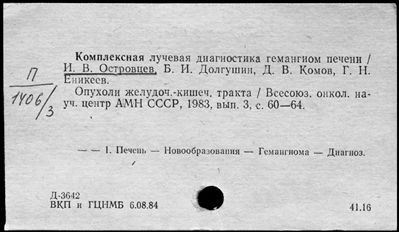 Комплексная лучевая диагностика гемангиом печени /
И. В. Островцев, Б. И. Долгушин, Д. В. Комов, Г. Н.
Еникеев.
Опухоли желудоч.-кишеч. тракта / Всесоюз. онкол. на-
уч. центр АМН СССР, 1983, вып. 3, с. 60—64.
П
1406/3
— — 1. Печень — Новообразования — Гемангиома — Диагноз.
Д-3642
ВКП и ГЦНМБ 6.08.84
41.16